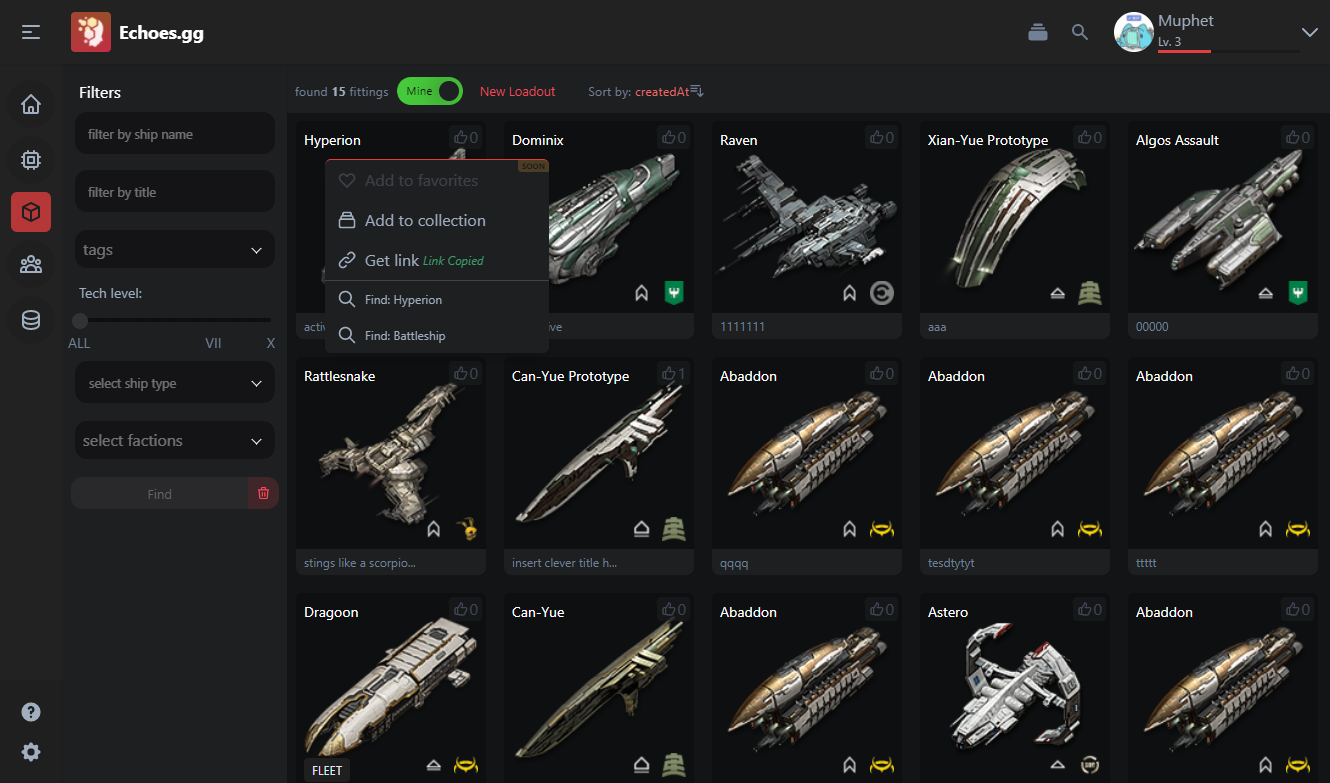 Echoes.gg
Muphet
Lv. 3
Filters
filter by ship name
filter by title
tags
Tech level:
ALL VII X
select ship type
select factions
Find
found 15 fittings Mine New Loadout Sort by: createdAt
Hyperion 0
Dominix 0
Raven 0
Xian-Yue Prototype 0
Algos Assault 0
SOON
Add to favorites
Add to collection
Get link Link Copied
Find: Hyperion
Find: Battleship
1111111
aaa
00000
Rattlesnake 0
Can-Yue Prototype 1
Abaddon 0
Abaddon 0
Abaddon 0
stings like a scorpio...
insert clever title h...
qqqq
tesdtyyt
ttttt
Dragoon 0
Can-Yue 0
Abaddon 0
Astero 0
Abaddon 0
FLEET